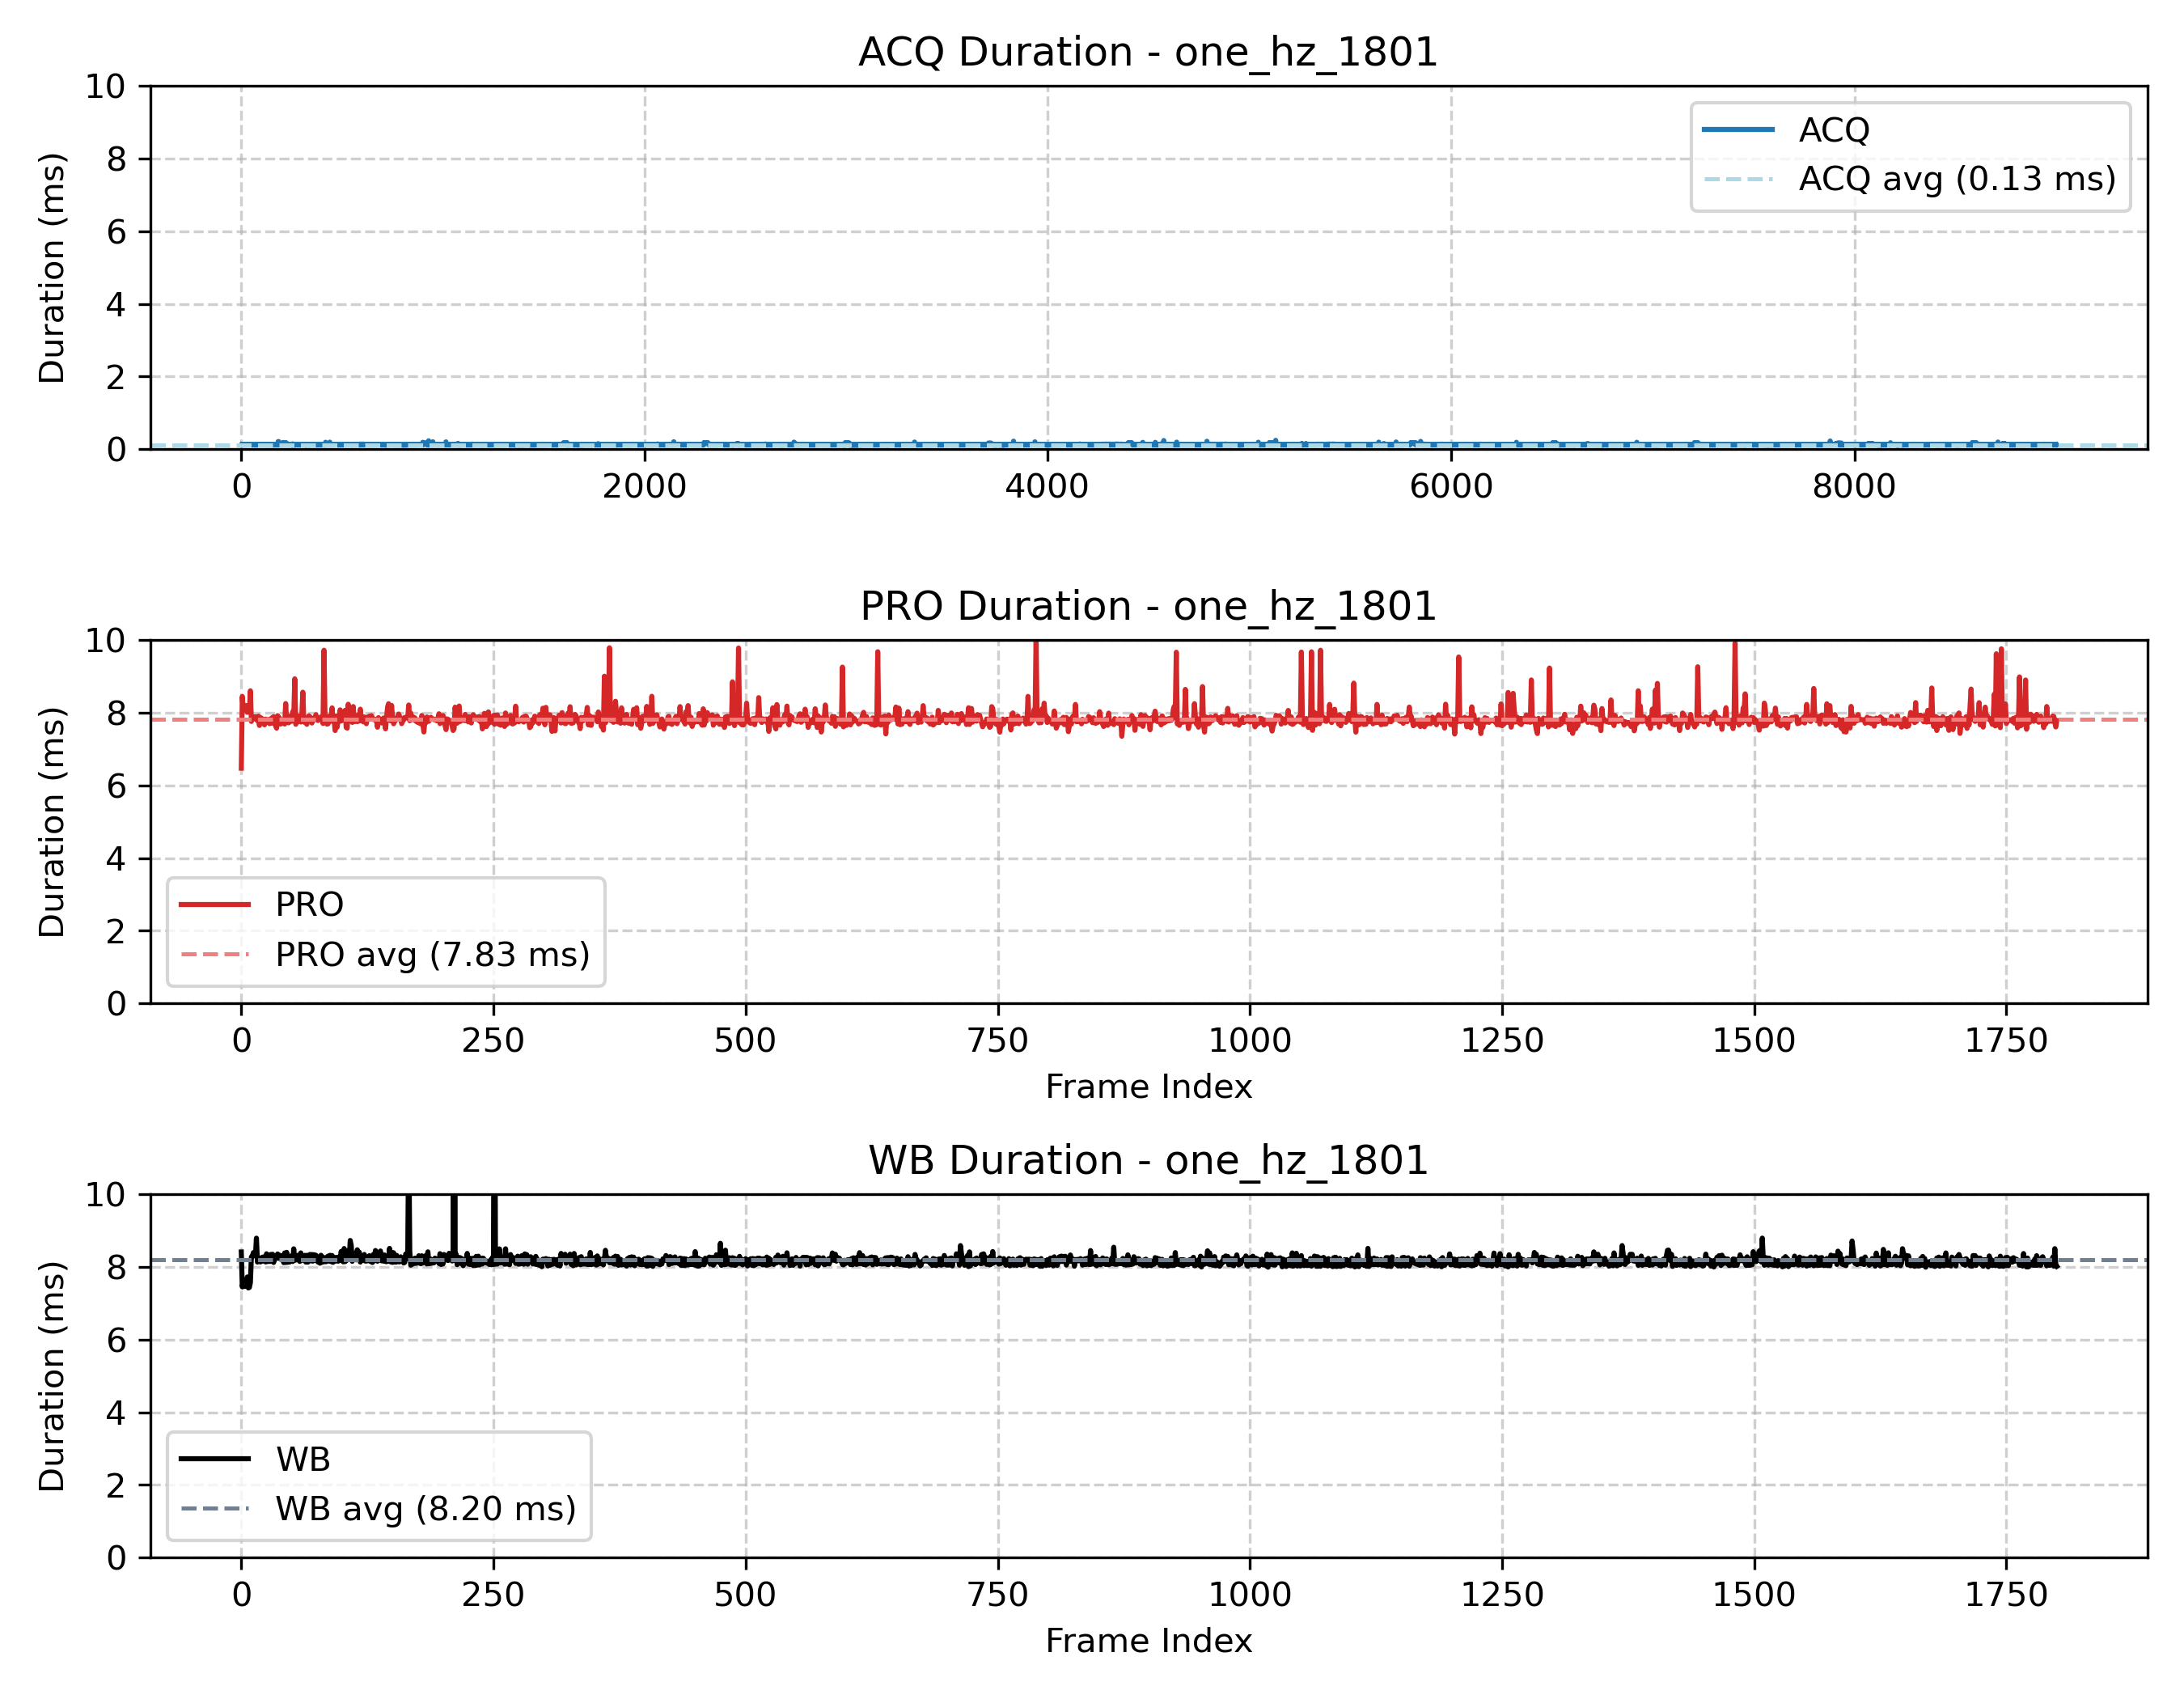 ACQ Duration - one_hz_1801
Duration (ms)
10
8
6
4
2
0
ACQ
ACQ avg (0.13 ms)
0 2000 4000 6000 8000
PRO Duration - one_hz_1801
Duration (ms)
10
8
6
4
2
0
PRO
PRO avg (7.83 ms)
0 250 500 750 1000 1250 1500 1750
Frame Index
WB Duration - one_hz_1801
Duration (ms)
10
8
6
4
2
0
WB
WB avg (8.20 ms)
0 250 500 750 1000 1250 1500 1750
Frame Index